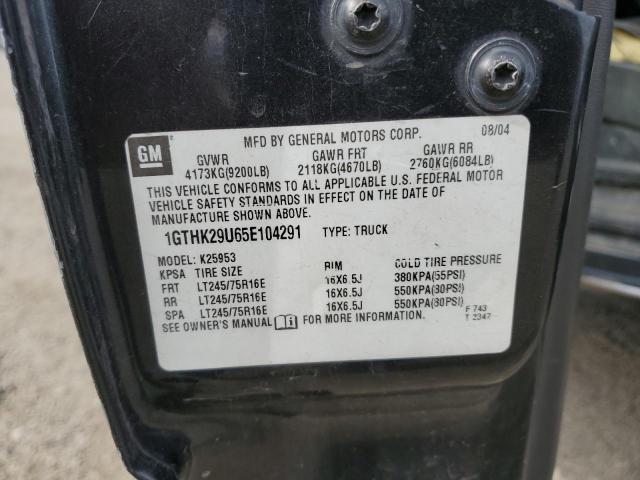 GM
MFD BY GENERAL MOTORS CORP. 08/04
GVWR GAWR FRT GAWR RR
4173KG(9200LB) 2118KG(4670LB) 2760KG(6084LB)
THIS VEHICLE CONFORMS TO ALL APPLICABLE U.S. FEDERAL MOTOR
VEHICLE SAFETY STANDARDS IN EFFECT ON THE DATE OF
MANUFACTURE SHOWN ABOVE.
1GTHK29U65E104291 TYPE: TRUCK
MODEL: K25953
KPSA TIRE SIZE RIM COLD TIRE PRESSURE
FRT LT245/75R16E 16X6.5J 380KPA(55PSI)
RR LT245/75R16E 16X6.5J 550KPA(80PSI)
SPA LT245/75R16E 16X6.5J 550KPA(80PSI)
SEE OWNER'S MANUAL FOR MORE INFORMATION.
F 743
T 2347